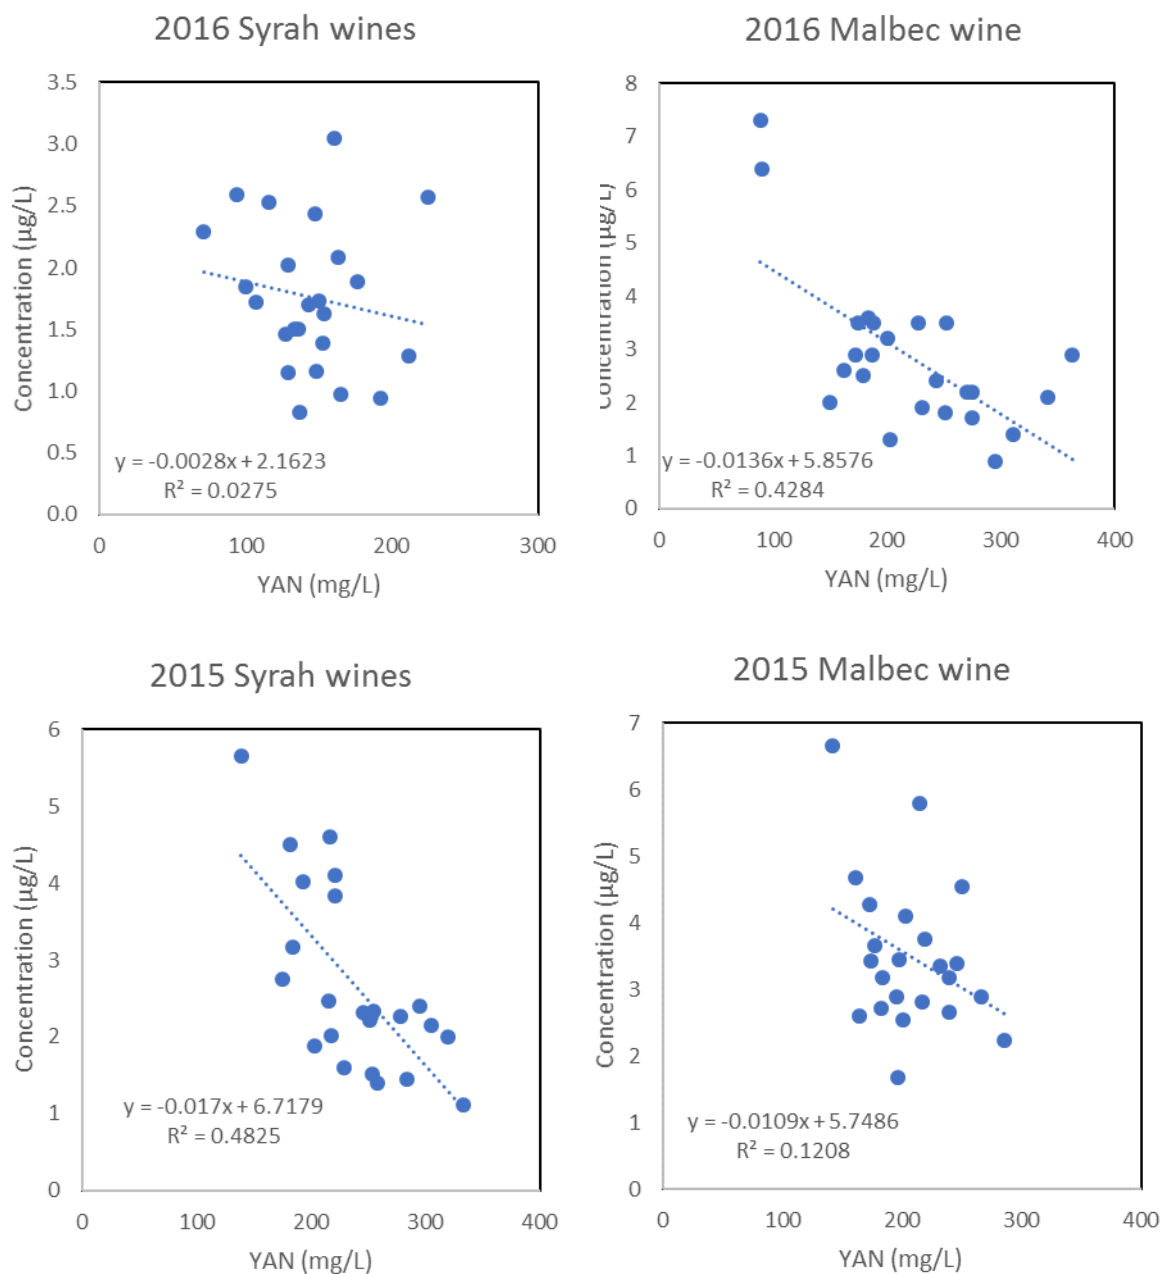 2016 Syrah wines
3.5
3.0
2.5
2.0
1.5
1.0
0.5
0.0
Concentration (µg/L)
y = -0.0028x + 2.1623
R² = 0.0275
0 100 200 300
YAN (mg/L)
2016 Malbec wine
8
7
6
5
4
3
2
1
0
Concentration (µg/L)
y = -0.0136x + 5.8576
R² = 0.4284
0 100 200 300 400
YAN (mg/L)
2015 Syrah wines
6
5
4
3
2
1
0
Concentration (µg/L)
y = -0.017x + 6.7179
R² = 0.4825
0 100 200 300 400
YAN (mg/L)
2015 Malbec wine
7
6
5
4
3
2
1
0
Concentration (µg/L)
y = -0.0109x + 5.7486
R² = 0.1208
0 100 200 300 400
YAN (mg/L)